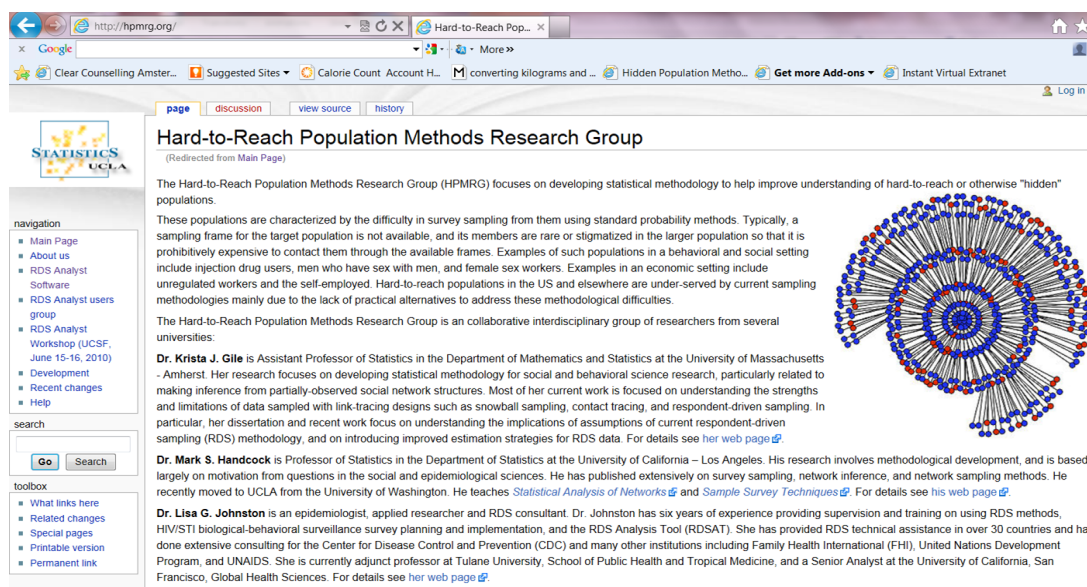 http://hpmrg.org/
Hard-to-Reach Pop...
x Google
More »
Clear Counselling Amster... Suggested Sites Calorie Count Account H... converting kilograms and ... Hidden Population Metho... Get more Add-ons Instant Virtual Extranet
Log in
page discussion view source history
STATISTICS
UCLA
navigation
Main Page
About us
RDS Analyst
Software
RDS Analyst users
group
RDS Analyst
Workshop (UCSF,
June 15-16, 2010)
Development
Recent changes
Help
search
Go Search
toolbox
What links here
Related changes
Special pages
Printable version
Permanent link
Hard-to-Reach Population Methods Research Group
(Redirected from Main Page)
The Hard-to-Reach Population Methods Research Group (HPMRG) focuses on developing statistical methodology to help improve understanding of hard-to-reach or otherwise "hidden"
populations.
These populations are characterized by the difficulty in survey sampling from them using standard probability methods. Typically, a
sampling frame for the target population is not available, and its members are rare or stigmatized in the larger population so that it is
prohibitively expensive to contact them through the available frames. Examples of such populations in a behavioral and social setting
include injection drug users, men who have sex with men, and female sex workers. Examples in an economic setting include
unregulated workers and the self-employed. Hard-to-reach populations in the US and elsewhere are under-served by current sampling
methodologies mainly due to the lack of practical alternatives to address these methodological difficulties.
The Hard-to-Reach Population Methods Research Group is an collaborative interdisciplinary group of researchers from several
universities:
Dr. Krista J. Gile is Assistant Professor of Statistics in the Department of Mathematics and Statistics at the University of Massachusetts
- Amherst. Her research focuses on developing statistical methodology for social and behavioral science research, particularly related to
making inference from partially-observed social network structures. Most of her current work is focused on understanding the strengths
and limitations of data sampled with link-tracing designs such as snowball sampling, contact tracing, and respondent-driven sampling. In
particular, her dissertation and recent work focus on understanding the implications of assumptions of current respondent-driven
sampling (RDS) methodology, and on introducing improved estimation strategies for RDS data. For details see her web page.
Dr. Mark S. Handcock is Professor of Statistics in the Department of Statistics at the University of California – Los Angeles. His research involves methodological development, and is based
largely on motivation from questions in the social and epidemiological sciences. He has published extensively on survey sampling, network inference, and network sampling methods. He
recently moved to UCLA from the University of Washington. He teaches Statistical Analysis of Networks and Sample Survey Techniques. For details see his web page.
Dr. Lisa G. Johnston is an epidemiologist, applied researcher and RDS consultant. Dr. Johnston has six years of experience providing supervision and training on using RDS methods,
HIV/STI biological-behavioral surveillance survey planning and implementation, and the RDS Analysis Tool (RDSAT). She has provided RDS technical assistance in over 30 countries and ha
done extensive consulting for the Center for Disease Control and Prevention (CDC) and many other institutions including Family Health International (FHI), United Nations Development
Program, and UNAIDS. She is currently adjunct professor at Tulane University, School of Public Health and Tropical Medicine, and a Senior Analyst at the University of California, San
Francisco, Global Health Sciences. For details see her web page.